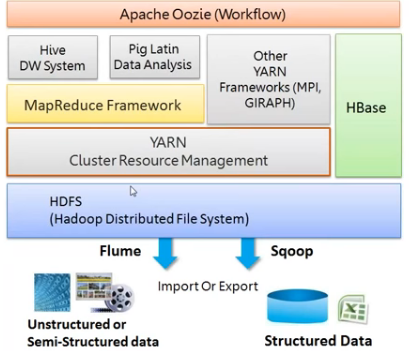 Apache Oozie (Workflow)
Hive
DW System
Pig Latin
Data Analysis
Other
YARN
Frameworks (MPI,
GIRAPH)
HBase
MapReduce Framework
YARN
Cluster Resource Management
HDFS
(Hadoop Distributed File System)
Flume
Sqoop
Import Or Export
Unstructured or
Semi-Structured data
Structured Data